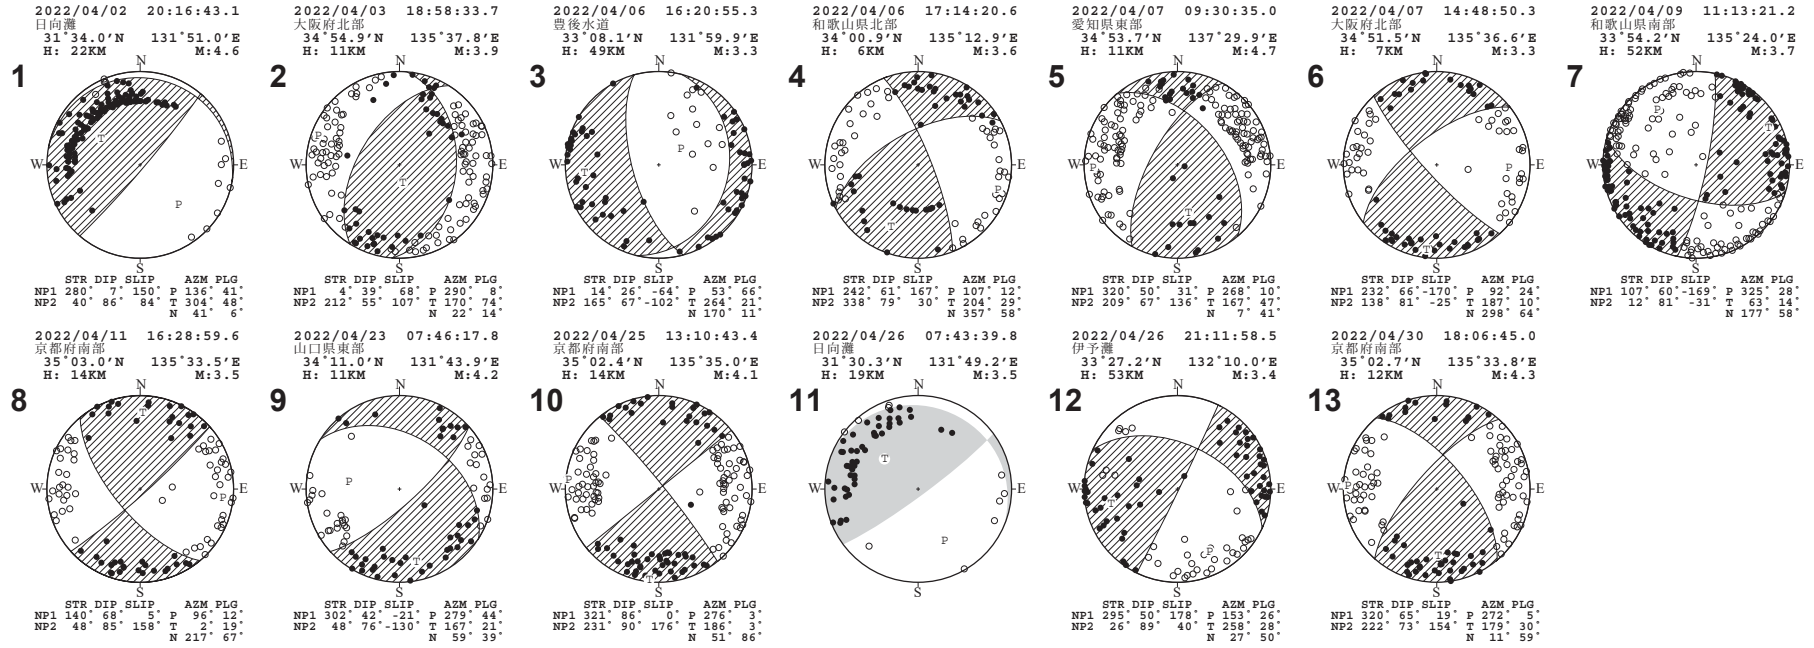 2022/04/02 20:16:43.1
日向灘
31°34.0'N 131°51.0'E
H: 22KM M:4.6
1
N
W
E
S
T
P
STR DIP SLIP AZM PLG
NP1 280° 7° 150° P 136° 41°
NP2 40° 86° 84° T 304° 48°
N 41° 6°
2022/04/03 18:58:33.7
大阪府北部
34°54.9'N 135°37.8'E
H: 11KM M:3.9
2
N
W
E
S
P
T
STR DIP SLIP AZM PLG
NP1 4° 39° 68° P 290° 8°
NP2 212° 55° 107° T 170° 74°
N 22° 14°
2022/04/06 16:20:55.3
豊後水道
33°08.1'N 131°59.9'E
H: 49KM M:3.3
3
N
W
E
S
P
T
STR DIP SLIP AZM PLG
NP1 14° 26° -64° P 53° 66°
NP2 165° 67° -102° T 264° 21°
N 170° 11°
2022/04/06 17:14:20.6
和歌山県北部
34°00.9'N 135°12.9'E
H: 6KM M:3.6
4
N
W
E
S
P
T
STR DIP SLIP AZM PLG
NP1 242° 61° 167° P 107° 12°
NP2 338° 79° 30° T 204° 29°
N 357° 58°
2022/04/07 09:30:35.0
愛知県東部
34°53.7'N 137°29.9'E
H: 11KM M:4.7
5
N
W
E
S
P
T
STR DIP SLIP AZM PLG
NP1 320° 50° 31° P 268° 10°
NP2 209° 67° 136° T 167° 47°
N 7° 41°
2022/04/07 14:48:50.3
大阪府北部
34°51.5'N 135°36.6'E
H: 7KM M:3.3
6
N
W
E
S
P
T
STR DIP SLIP AZM PLG
NP1 232° 66° -170° P 92° 24°
NP2 138° 81° -25° T 187° 10°
N 298° 64°
2022/04/09 11:13:21.2
和歌山県南部
33°54.2'N 135°24.0'E
H: 52KM M:3.7
7
N
W
E
S
P
T
STR DIP SLIP AZM PLG
NP1 107° 60° -169° P 325° 28°
NP2 12° 81° -31° T 63° 14°
N 177° 58°
2022/04/11 16:28:59.6
京都府南部
35°03.0'N 135°33.5'E
H: 14KM M:3.5
8
N
W
E
S
T
P
STR DIP SLIP AZM PLG
NP1 140° 68° 5° P 96° 12°
NP2 48° 85° 158° T 2° 19°
N 217° 67°
2022/04/23 07:46:17.8
山口県東部
34°11.0'N 131°43.9'E
H: 11KM M:4.2
9
N
W
E
S
P
T
STR DIP SLIP AZM PLG
NP1 302° 42° -21° P 279° 44°
NP2 48° 76° -130° T 167° 21°
N 59° 39°
2022/04/25 13:10:43.4
京都府南部
35°02.4'N 135°35.0'E
H: 14KM M:4.1
10
N
W
E
S
P
T
STR DIP SLIP AZM PLG
NP1 321° 86° 0° P 276° 3°
NP2 231° 90° 176° T 186° 3°
N 51° 86°
2022/04/26 07:43:39.8
日向灘
31°30.3'N 131°49.2'E
H: 19KM M:3.5
11
N
W
E
S
T
P
2022/04/26 21:11:58.5
伊予灘
33°27.2'N 132°10.0'E
H: 53KM M:3.4
12
N
W
E
S
T
P
STR DIP SLIP AZM PLG
NP1 295° 50° 178° P 153° 26°
NP2 26° 89° 40° T 258° 28°
N 27° 50°
2022/04/30 18:06:45.0
京都府南部
35°02.7'N 135°33.8'E
H: 12KM M:4.3
13
N
W
E
S
P
T
STR DIP SLIP AZM PLG
NP1 320° 65° 19° P 272° 5°
NP2 222° 73° 154° T 179° 30°
N 11° 59°